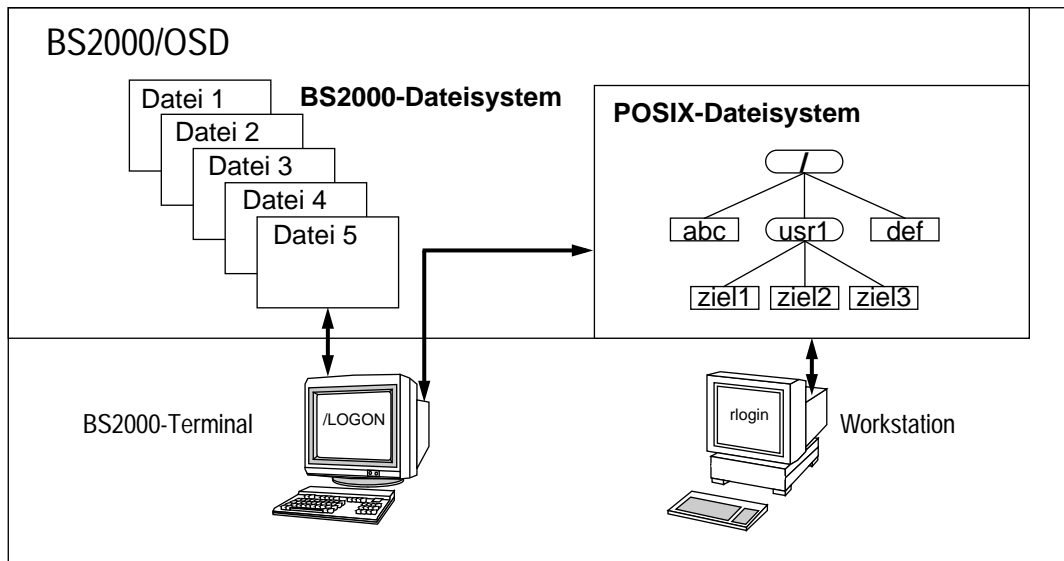 BS2000/OSD
BS2000-Dateisystem
Datei 1
Datei 2
Datei 3
Datei 4
Datei 5
POSIX-Dateisystem
/
abc usr1 def
ziel1 ziel2 ziel3
BS2000-Terminal
/LOGON
rlogin
Workstation